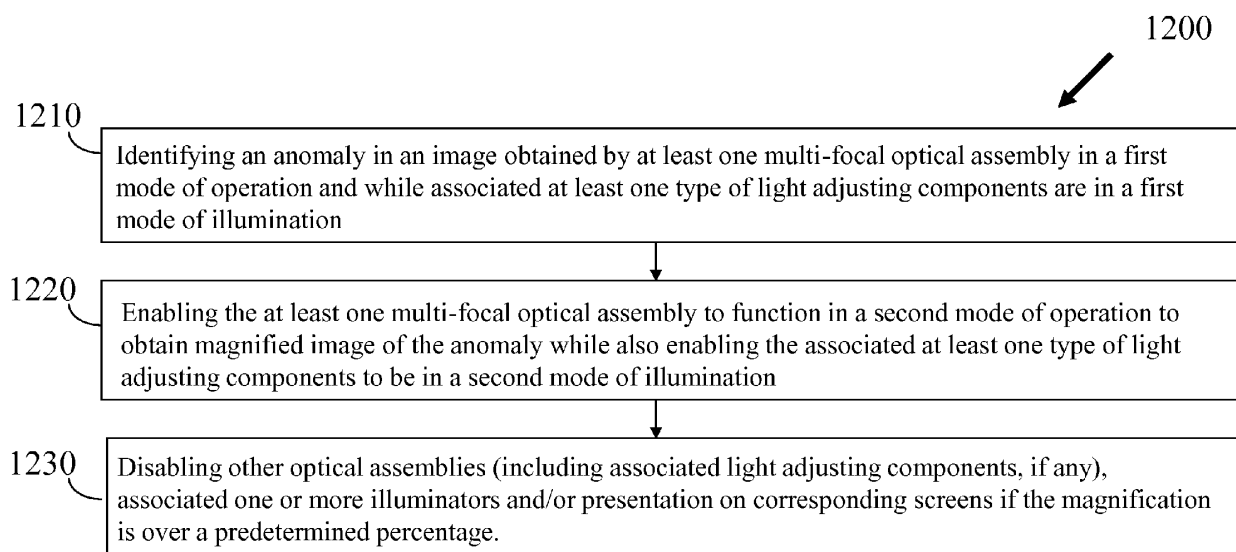 1200
1210
Identifying an anomaly in an image obtained by at least one multi-focal optical assembly in a first
mode of operation and while associated at least one type of light adjusting components are in a first
mode of illumination
1220
Enabling the at least one multi-focal optical assembly to function in a second mode of operation to
obtain magnified image of the anomaly while also enabling the associated at least one type of light
adjusting components to be in a second mode of illumination
1230
Disabling other optical assemblies (including associated light adjusting components, if any),
associated one or more illuminators and/or presentation on corresponding screens if the magnification
is over a predetermined percentage.